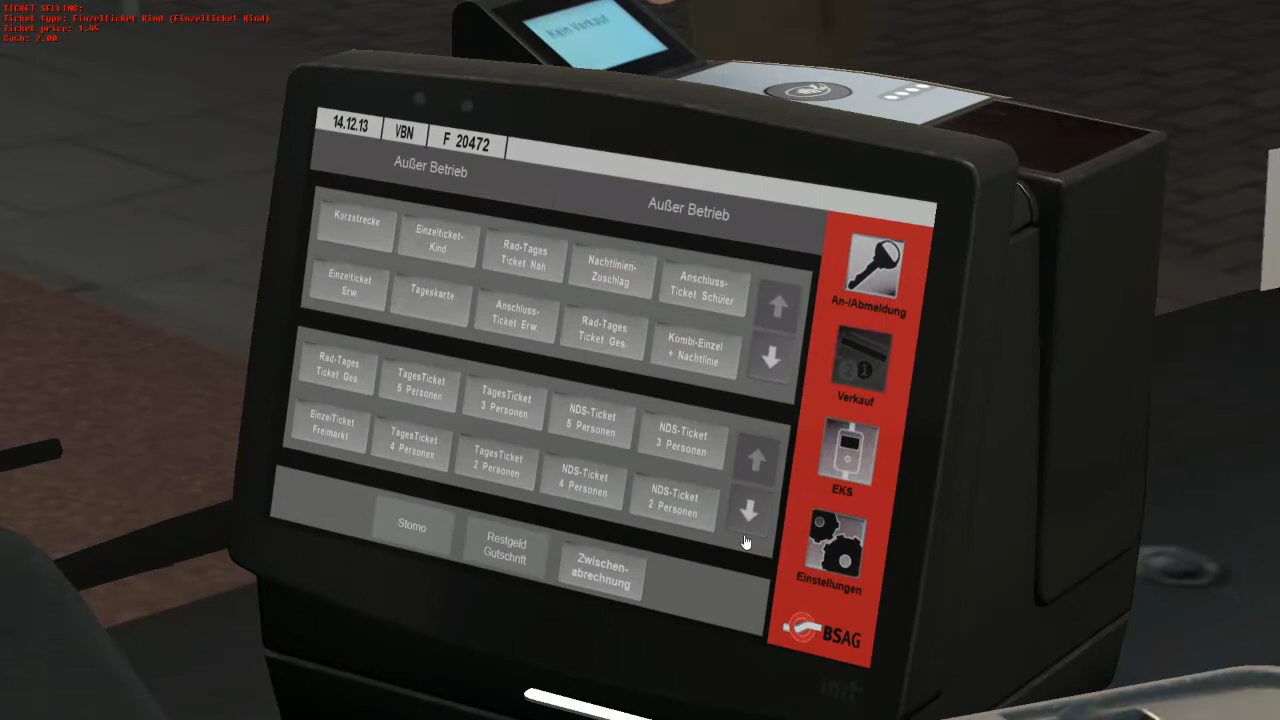 TICKET SELLING:
Ticket type: Einzelticket Kind (Einzelticket Kind)
Ticket price: 1.45
Cash: 2.00
Kein Verkauf
14.12.13 VBN F 20472
Außer Betrieb
Außer Betrieb
Kurzstrecke
Einzelticket-
Kind
Rad-Tages
Ticket Nah
Nachtlinien-
Zuschlag
Anschluss-
Ticket Schüler
Einzelticket
Erw.
Tageskarte
Anschluss-
Ticket Erw.
Rad-Tages
Ticket Ges.
Kombi-Einzel
+ Nachtlinie
Rad-Tages
Ticket Ges.
TagesTicket
5 Personen
TagesTicket
3 Personen
NDS-Ticket
5 Personen
NDS-Ticket
3 Personen
EinzelTicket
Freimarkt
TagesTicket
4 Personen
TagesTicket
2 Personen
NDS-Ticket
4 Personen
NDS-Ticket
2 Personen
Storno
Restgeld
Gutschrift
Zwischen-
abrechnung
An-/Abmeldung
2 1
Verkauf
EKS
Einstellungen
BSAG
init